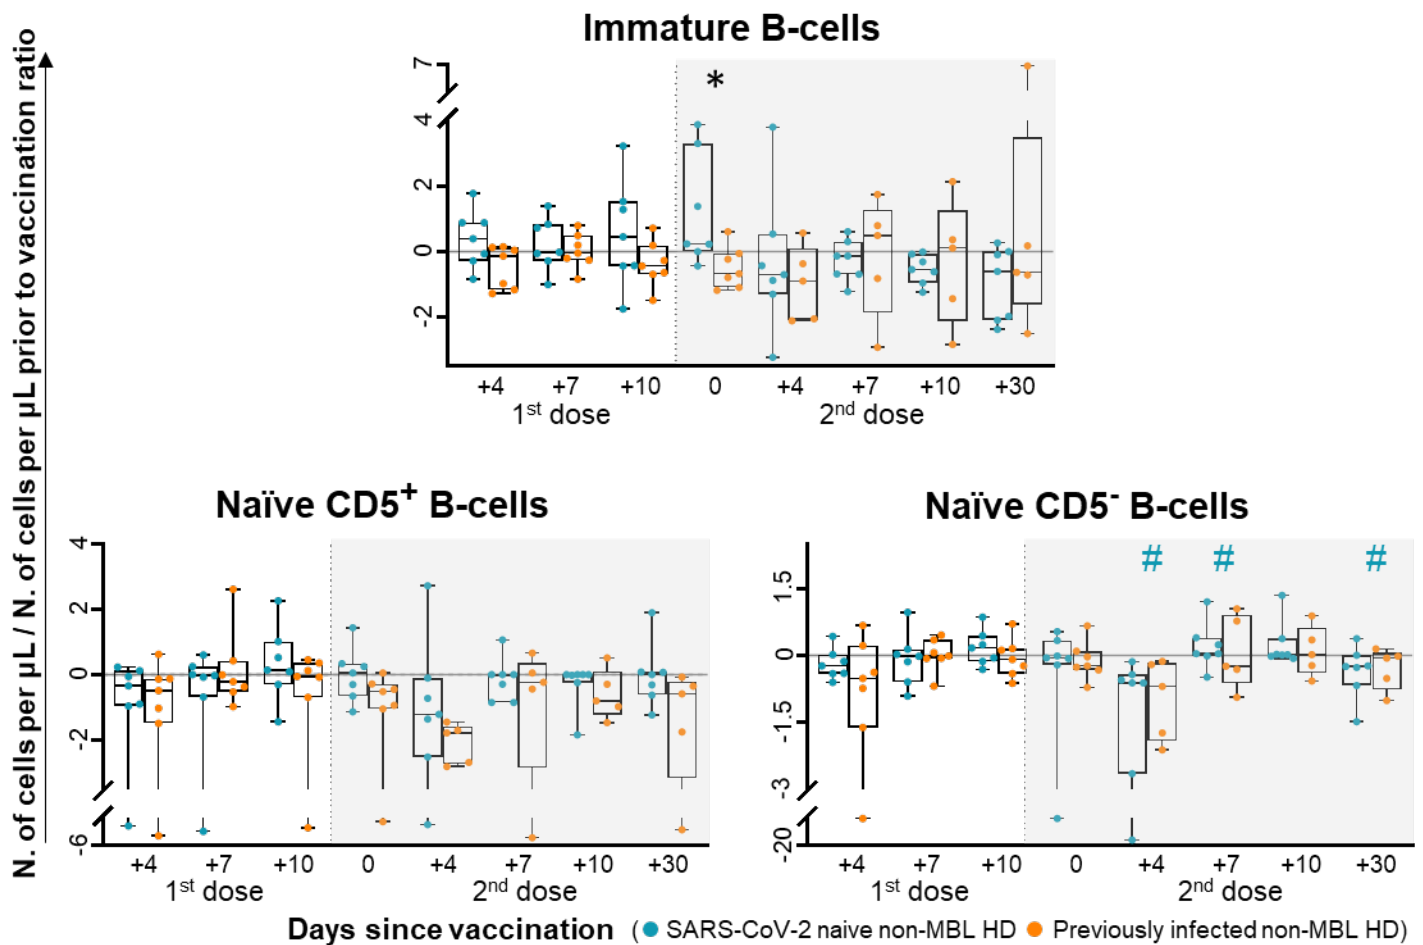 Immature B-cells
N. of cells per µL / N. of cells per µL prior to vaccination ratio
7
4
2
0
-2
*
+4 +7 +10 0 +4 +7 +10 +30
1st dose 2nd dose
Naïve CD5+ B-cells
4
2
0
-2
-6
+4 +7 +10 0 +4 +7 +10 +30
1st dose 2nd dose
Naïve CD5- B-cells
1.5
0
-1.5
-3
-20
# # #
+4 +7 +10 0 +4 +7 +10 +30
1st dose 2nd dose
Days since vaccination ( SARS-CoV-2 naive non-MBL HD Previously infected non-MBL HD)